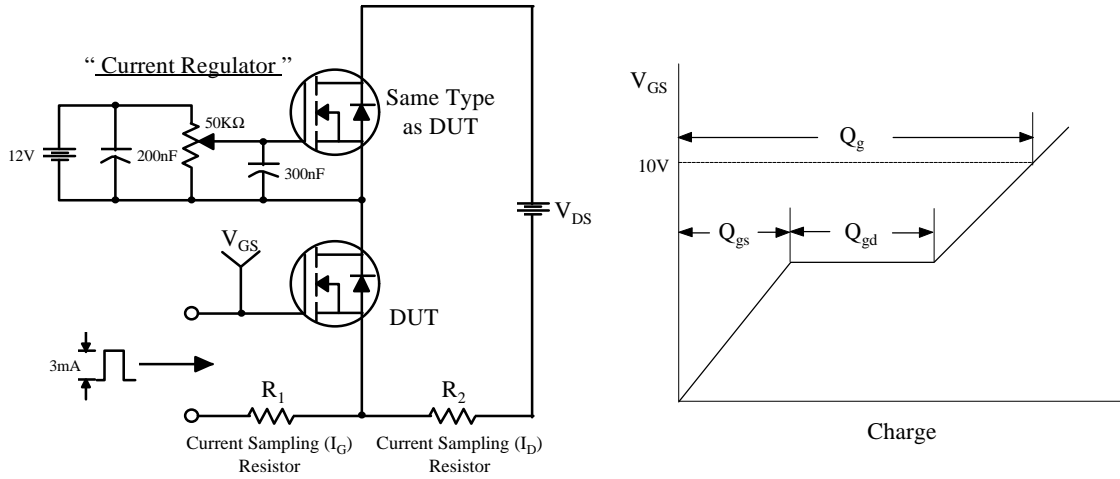 “ Current Regulator ”
Same Type
as DUT
50KΩ
12V
200nF
300nF
V_DS
V_GS
DUT
3mA
R_1
R_2
Current Sampling (I_G)
Resistor
Current Sampling (I_D)
Resistor
V_GS
Q_g
10V
Q_gs
Q_gd
Charge